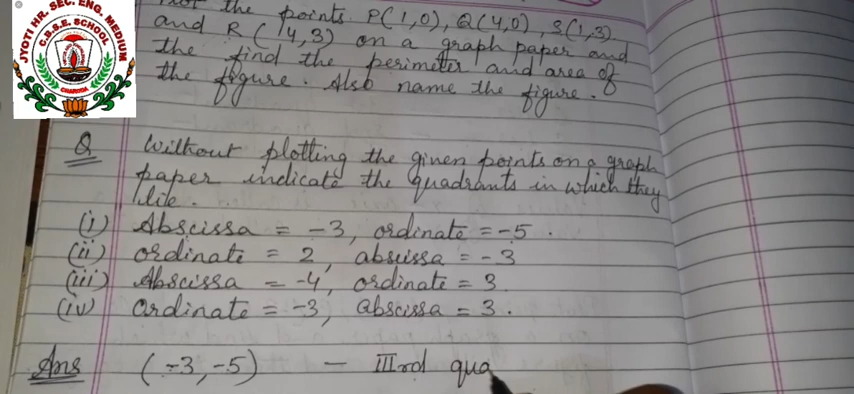 the points P(1,0), Q(4,0), S(1,3)
and R(4,3) on a graph paper and
the find the perimeter and area of
the figure. Also name the figure.
JYOTI HR. SEC. ENG. MEDIUM
C.B.S.E. SCHOOL
CHARODA
Q Without plotting the given points on a graph
paper indicate the quadrants in which they
lie.
(i) Abscissa = -3, ordinate = -5.
(ii) ordinate = 2, abscissa = -3
(iii) Abscissa = -4, ordinate = 3
(iv) ordinate = -3, abscissa = 3.
Ans (-3,-5) - IIIrd qua